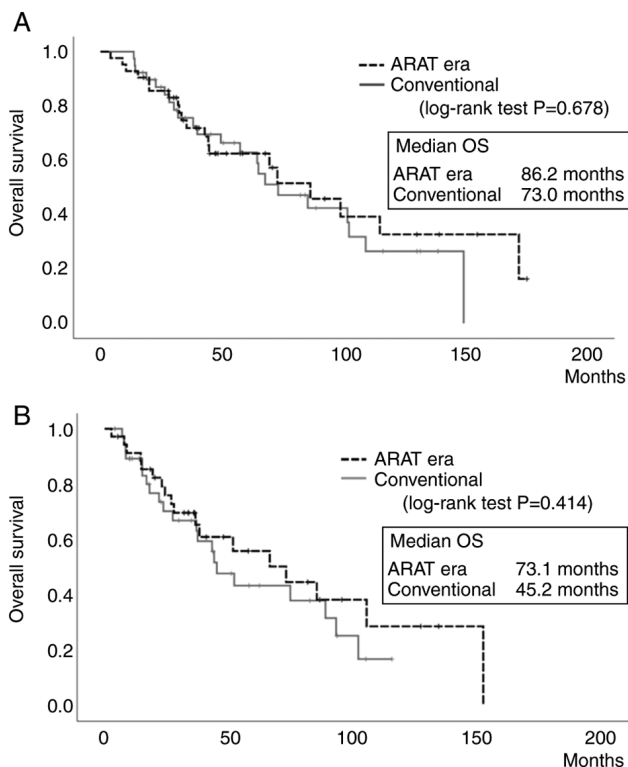 A
1.0
0.8
0.6
0.4
0.2
0.0
Overall survival
ARAT era
Conventional
(log-rank test P=0.678)
Median OS
ARAT era 86.2 months
Conventional 73.0 months
0 50 100 150 200
Months
B
1.0
0.8
0.6
0.4
0.2
0.0
Overall survival
ARAT era
Conventional
(log-rank test P=0.414)
Median OS
ARAT era 73.1 months
Conventional 45.2 months
0 50 100 150 200
Months